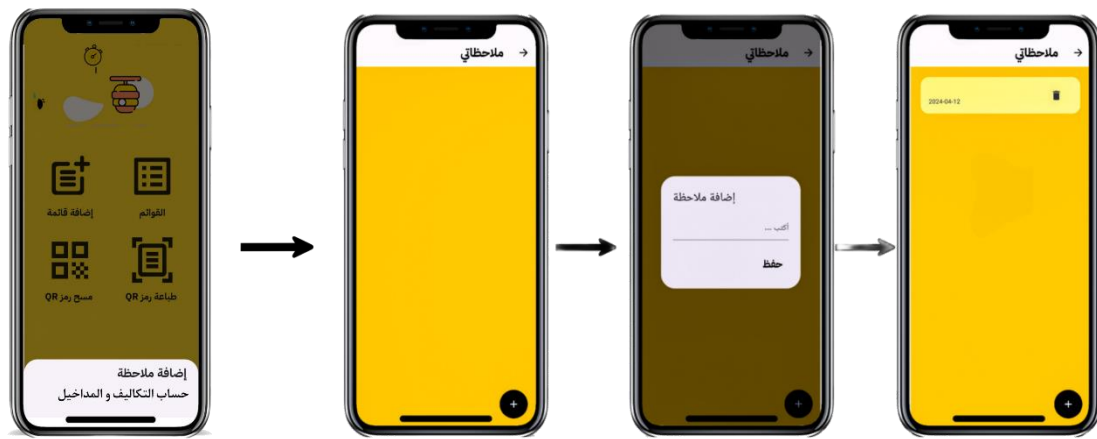 القوائم
إضافة قائمة
طباعة رمز QR
مسح رمز QR
إضافة ملاحظة
حساب التكاليف و المداخيل
ملاحظاتي
ملاحظاتي
إضافة ملاحظة
أكتب ...
حفظ
ملاحظاتي
2024-04-12